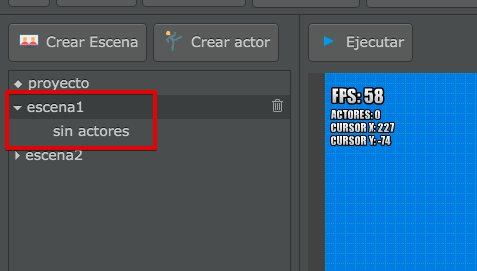 Crear Escena
Crear actor
Ejecutar
proyecto
escena1
sin actores
escena2
FPS: 58
ACTORES: 0
CURSOR X: 227
CURSOR Y: -74